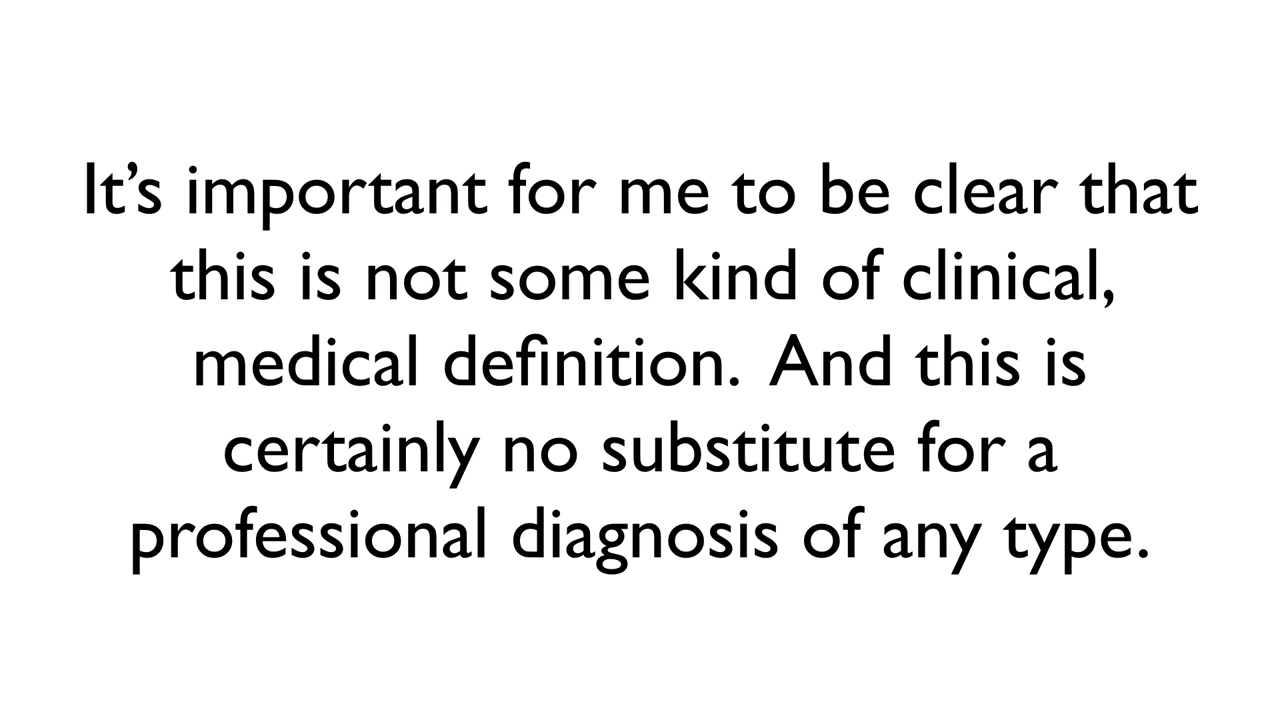 It’s important for me to be clear that
this is not some kind of clinical,
medical definition.  And this is
certainly no substitute for a
professional diagnosis of any type.